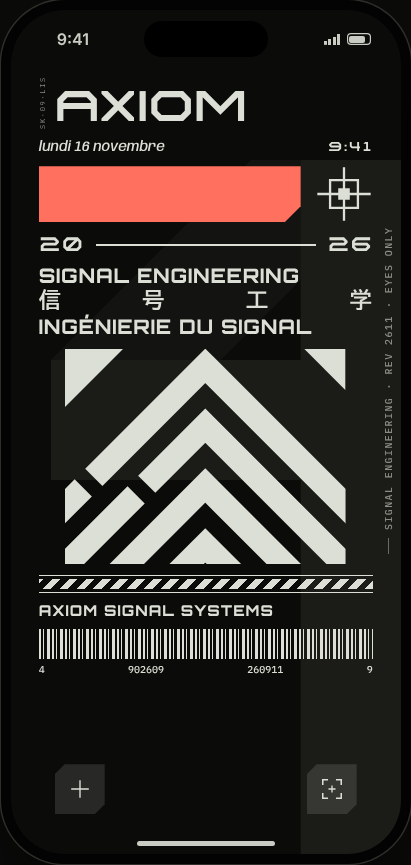 9:41
SK-09-LIS
AXIOM
lundi 16 novembre
9:41
20
26
SIGNAL ENGINEERING
信号工学
INGÉNIERIE DU SIGNAL
— SIGNAL ENGINEERING · REV 2611 · EYES ONLY
AXIOM SIGNAL SYSTEMS
4 902609 260911 9